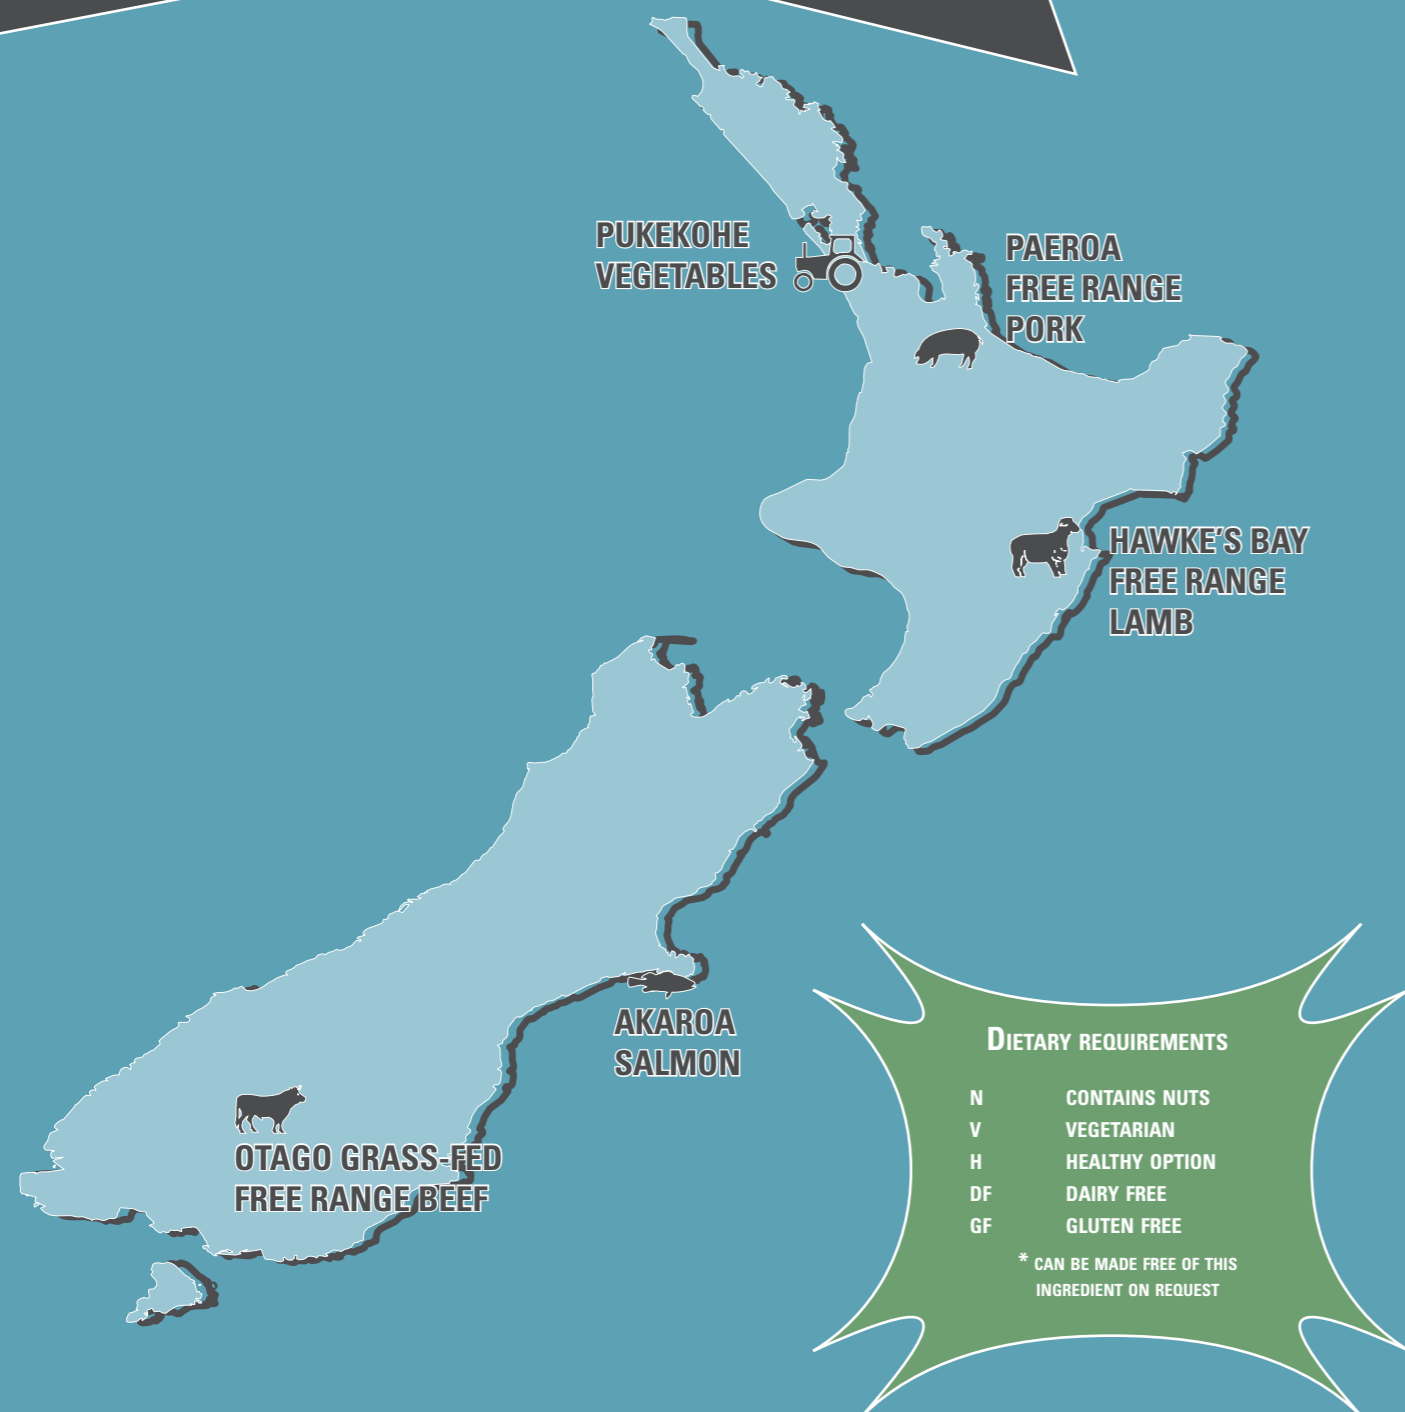 PUKEKOHE
VEGETABLES
PAEROA
FREE RANGE
PORK
HAWKE'S BAY
FREE RANGE
LAMB
AKAROA
SALMON
OTAGO GRASS-FED
FREE RANGE BEEF
DIETARY REQUIREMENTS
N CONTAINS NUTS
V VEGETARIAN
H HEALTHY OPTION
DF DAIRY FREE
GF GLUTEN FREE
* CAN BE MADE FREE OF THIS
INGREDIENT ON REQUEST